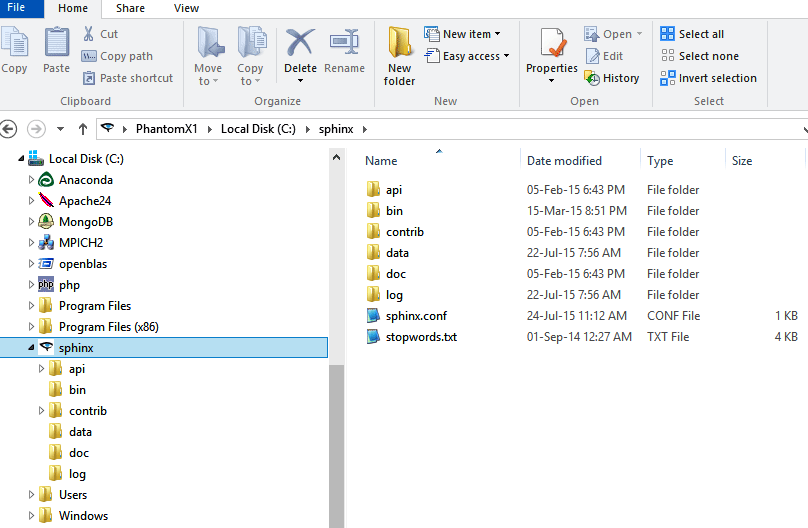 File Home Share View
Copy Paste Cut Copy path Paste shortcut Move to Copy to Delete Rename New folder New item Easy access Properties Open Edit History Select all Select none Invert selection
Clipboard Organize New Open Select
PhantomX1 Local Disk (C:) sphinx
Local Disk (C:)
Anaconda
Apache24
MongoDB
MPICH2
openblas
php php
Program Files
Program Files (x86)
sphinx
api
bin
contrib
data
doc
log
Users
Windows
Name Date modified Type Size
api 05-Feb-15 6:43 PM File folder
bin 15-Mar-15 8:51 PM File folder
contrib 05-Feb-15 6:43 PM File folder
data 22-Jul-15 7:56 AM File folder
doc 05-Feb-15 6:43 PM File folder
log 22-Jul-15 7:56 AM File folder
sphinx.conf 24-Jul-15 11:12 AM CONF File 1 KB
stopwords.txt 01-Sep-14 12:27 AM TXT File 4 KB